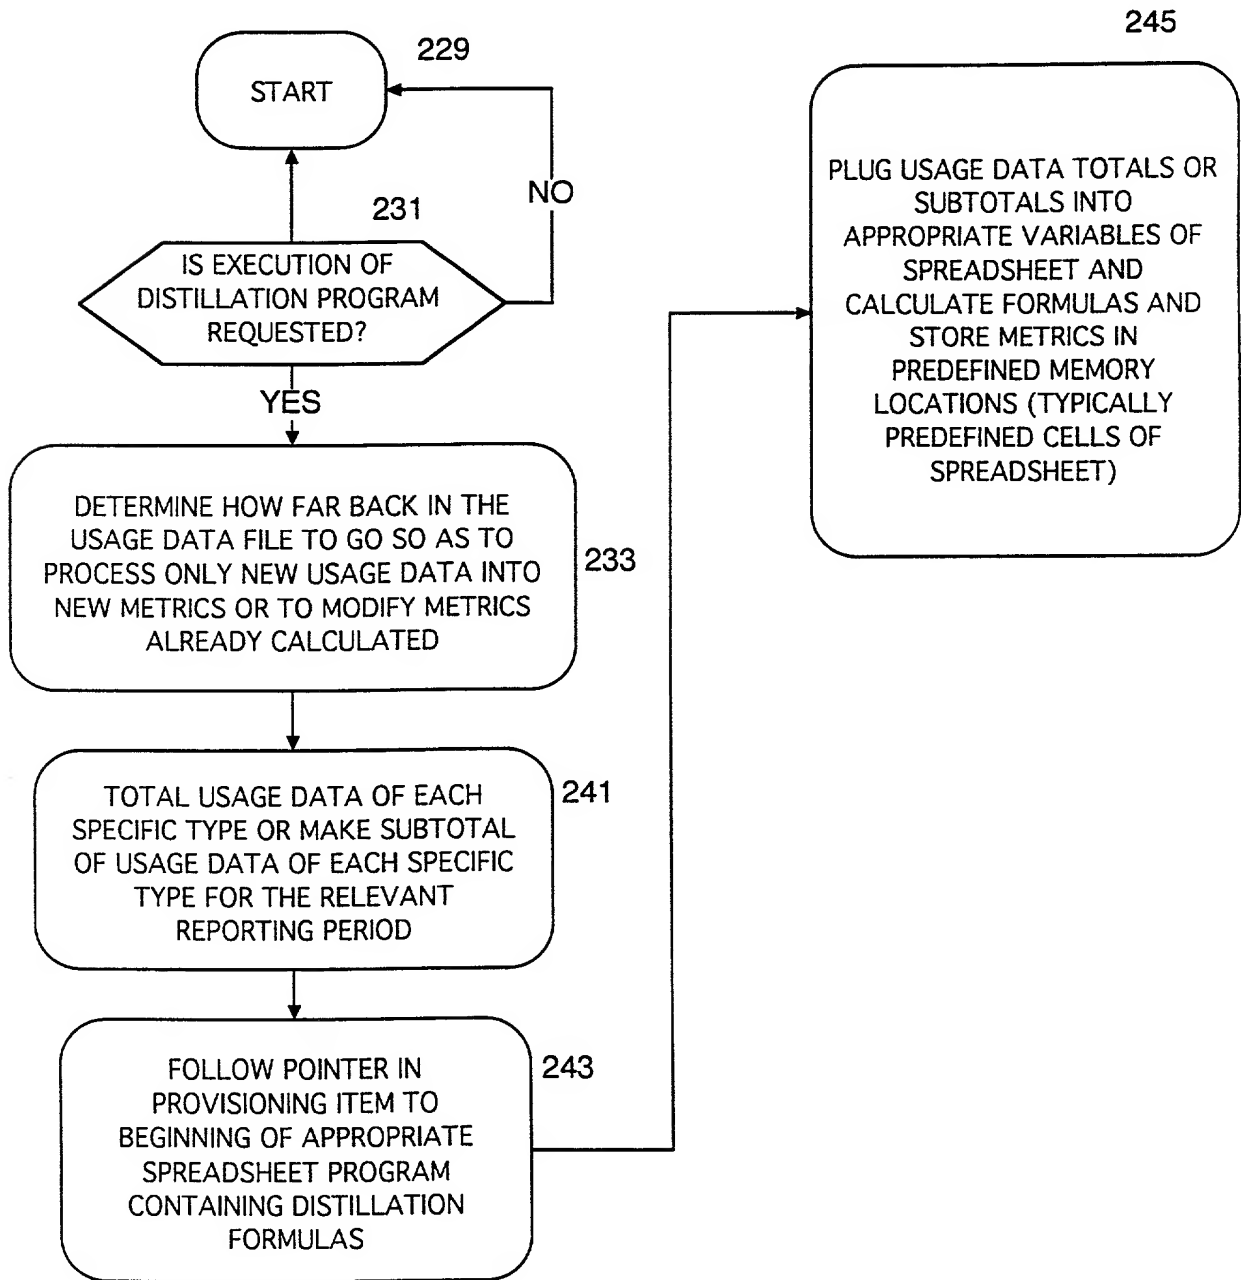 229
START
NO
231
IS EXECUTION OF
DISTILLATION PROGRAM
REQUESTED?
YES
DETERMINE HOW FAR BACK IN THE
USAGE DATA FILE TO GO SO AS TO
PROCESS ONLY NEW USAGE DATA INTO
NEW METRICS OR TO MODIFY METRICS
ALREADY CALCULATED
233
TOTAL USAGE DATA OF EACH
SPECIFIC TYPE OR MAKE SUBTOTAL
OF USAGE DATA OF EACH SPECIFIC
TYPE FOR THE RELEVANT
REPORTING PERIOD
241
FOLLOW POINTER IN
PROVISIONING ITEM TO
BEGINNING OF APPROPRIATE
SPREADSHEET PROGRAM
CONTAINING DISTILLATION
FORMULAS
243
245
PLUG USAGE DATA TOTALS OR
SUBTOTALS INTO
APPROPRIATE VARIABLES OF
SPREADSHEET AND
CALCULATE FORMULAS AND
STORE METRICS IN
PREDEFINED MEMORY
LOCATIONS (TYPICALLY
PREDEFINED CELLS OF
SPREADSHEET)